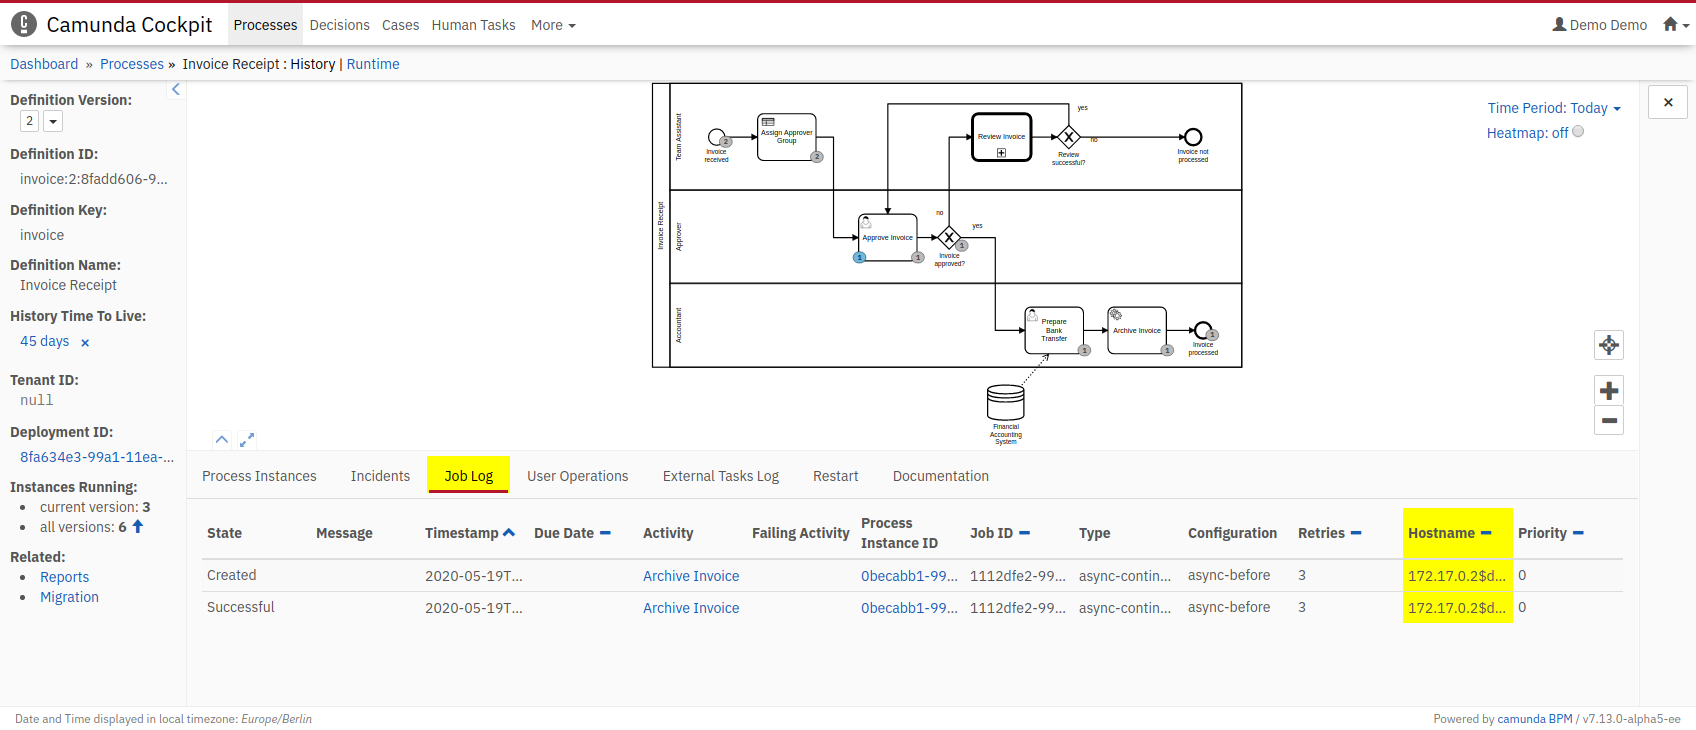 Camunda Cockpit Processes Decisions Cases Human Tasks More Demo Demo
Dashboard » Processes » Invoice Receipt : History | Runtime
Definition Version:
2
Definition ID:
invoice:2:8fadd606-9...
Definition Key:
invoice
Definition Name:
Invoice Receipt
History Time To Live:
45 days ×
Tenant ID:
null
Deployment ID:
8fa634e3-99a1-11ea-...
Instances Running:
current version: 3
all versions: 6
Related:
Reports
Migration
Invoice Receipt
Team Assistant
Invoice
received
2
Assign Approver
Group
2
Review Invoice
yes
no
Review
successful?
Invoice not
processed
Approver
Approve Invoice
1
1
no
yes
Invoice
approved?
1
Accountant
Prepare
Bank
Transfer
1
Archive Invoice
1
Invoice
processed
1
Financial
Accounting
System
Time Period: Today
Heatmap: off
×
Process Instances Incidents Job Log User Operations External Tasks Log Restart Documentation
State Message Timestamp Due Date Activity Failing Activity Process Instance ID Job ID Type Configuration Retries Hostname Priority
Created 2020-05-19T... Archive Invoice 0becabb1-99... 1112dfe2-99... async-contin... async-before 3 172.17.0.2$d... 0
Successful 2020-05-19T... Archive Invoice 0becabb1-99... 1112dfe2-99... async-contin... async-before 3 172.17.0.2$d... 0
Date and Time displayed in local timezone: Europe/Berlin
Powered by camunda BPM / v7.13.0-alpha5-ee